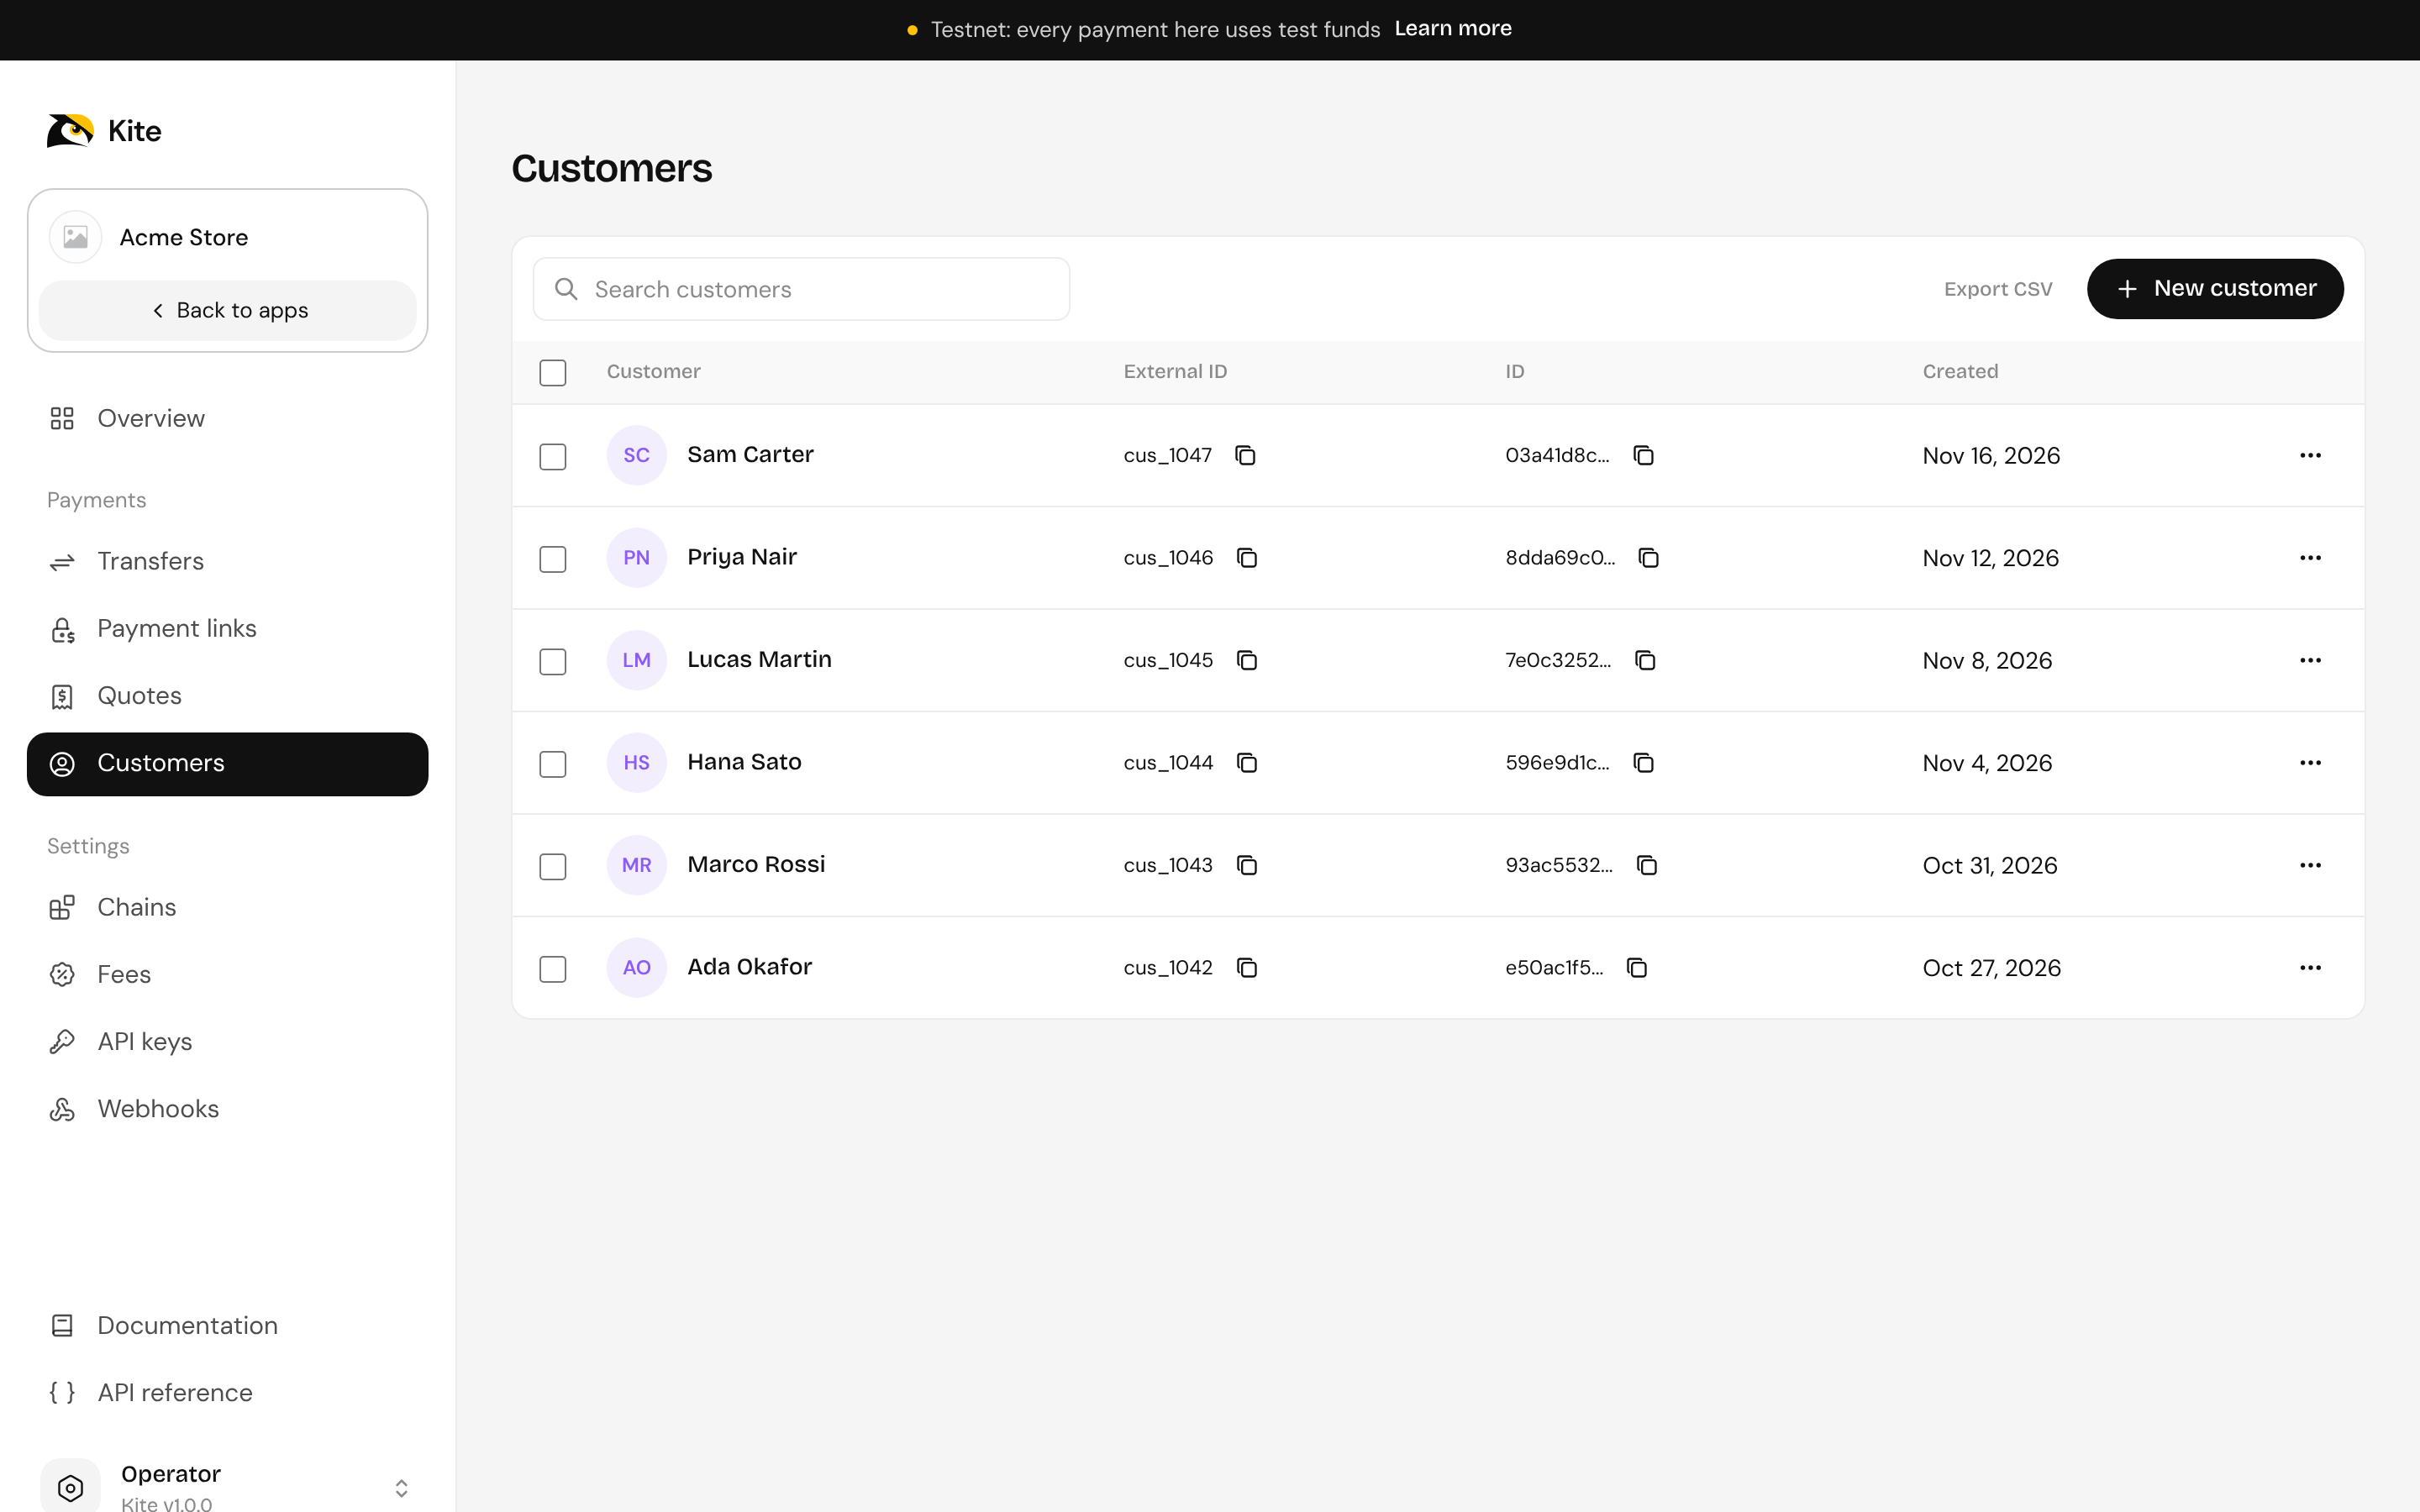 Testnet: every payment here uses test funds Learn more
Kite
Acme Store
Back to apps
Overview
Payments
Transfers
Payment links
Quotes
Customers
Settings
Chains
Fees
API keys
Webhooks
Documentation
API reference
Operator
Kite v1.0.0
Customers
Search customers
Export CSV
New customer
Customer External ID ID Created
SC Sam Carter cus_1047 03a41d8c... Nov 16, 2026
PN Priya Nair cus_1046 8dda69c0... Nov 12, 2026
LM Lucas Martin cus_1045 7e0c3252... Nov 8, 2026
HS Hana Sato cus_1044 596e9d1c... Nov 4, 2026
MR Marco Rossi cus_1043 93ac5532... Oct 31, 2026
AO Ada Okafor cus_1042 e50ac1f5... Oct 27, 2026